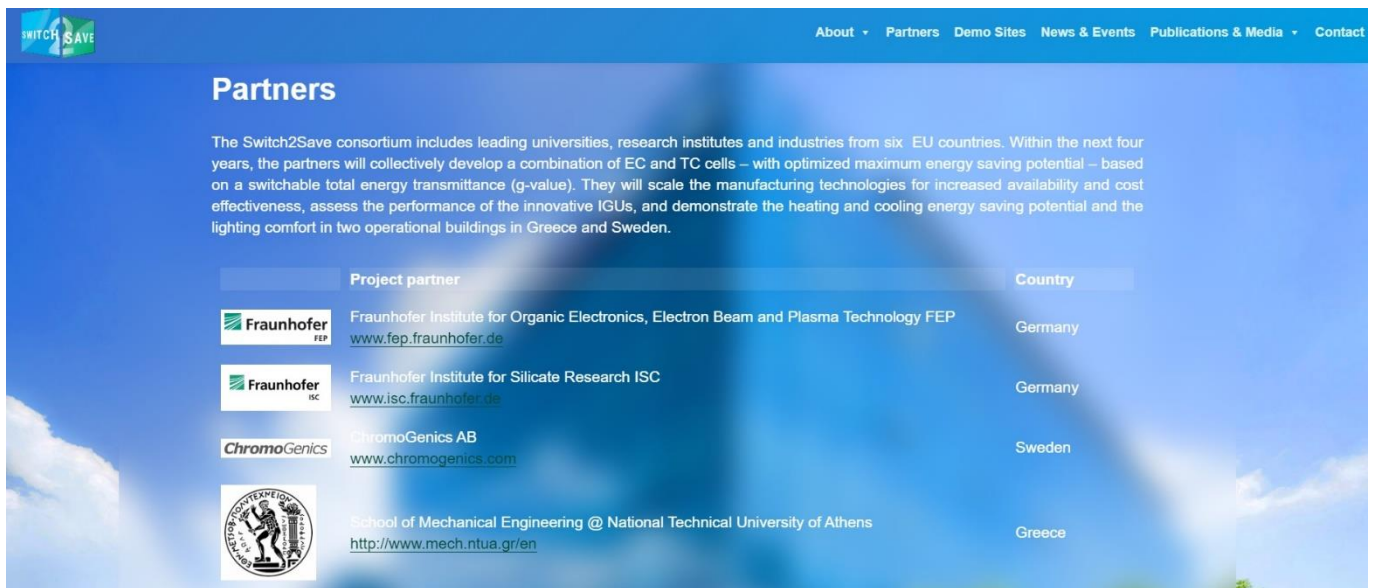 SWITCH 2 SAVE
About Partners Demo Sites News & Events Publications & Media Contact
Partners
The Switch2Save consortium includes leading universities, research institutes and industries from six EU countries. Within the next four
years, the partners will collectively develop a combination of EC and TC cells – with optimized maximum energy saving potential – based
on a switchable total energy transmittance (g-value). They will scale the manufacturing technologies for increased availability and cost
effectiveness, assess the performance of the innovative IGUs, and demonstrate the heating and cooling energy saving potential and the
lighting comfort in two operational buildings in Greece and Sweden.
Project partner Country
Fraunhofer
FEP
Fraunhofer Institute for Organic Electronics, Electron Beam and Plasma Technology FEP
www.fep.fraunhofer.de
Germany
Fraunhofer
ISC
Fraunhofer Institute for Silicate Research ISC
www.isc.fraunhofer.de
Germany
ChromoGenics
ChromoGenics AB
www.chromogenics.com
Sweden
School of Mechanical Engineering @ National Technical University of Athens
http://www.mech.ntua.gr/en
Greece